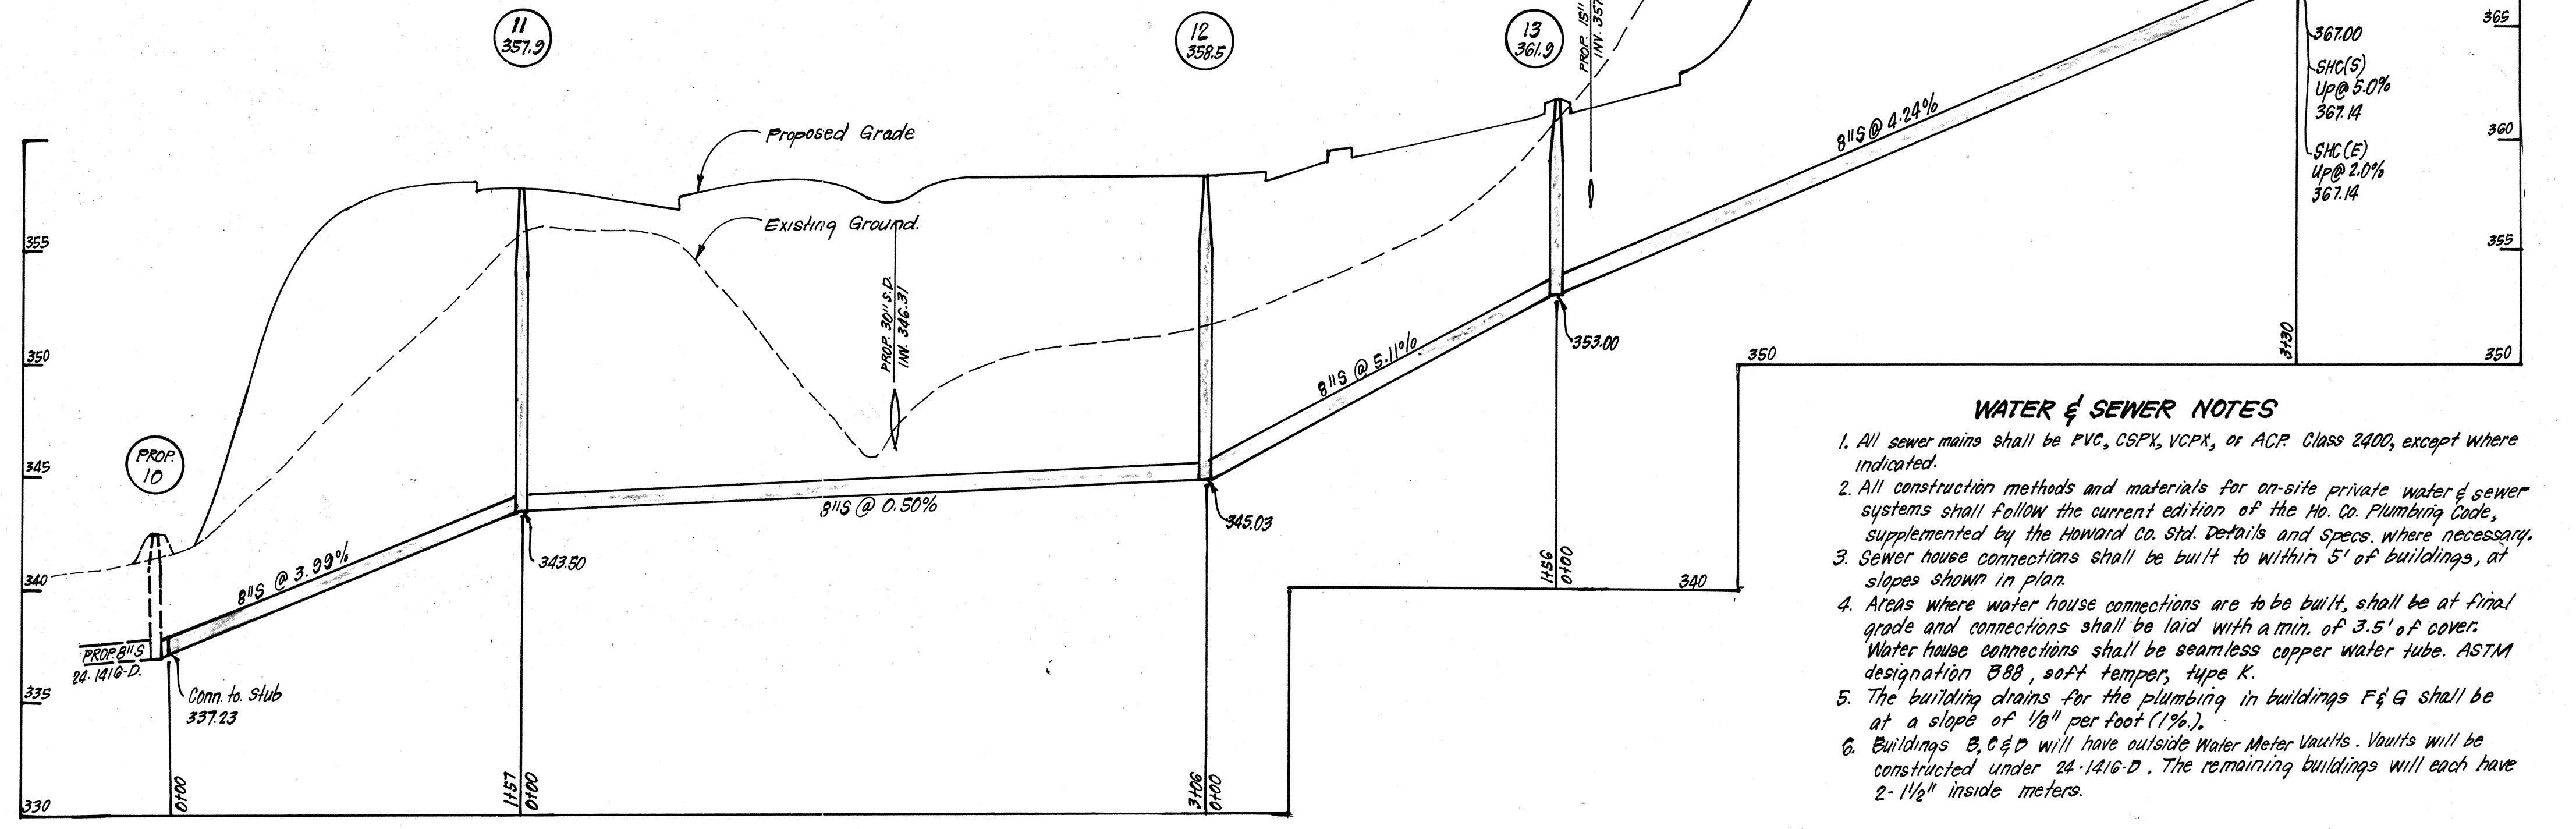 11
357.9
12
358.5
13
361.9
PROP. 15"
INV. 357
365
367.00
SHC(S)
Up@ 5.0%
367.14
360
SHC(E)
Up@ 2.0%
367.14
8"S @ 4.24%
Proposed Grade
Existing Ground.
355
355
PROP. 30" S.D.
INV. 346.31
350
353.00
350
350
3+30
8"S @ 5.11%
PROP.
10
345
8"S @ 0.50%
345.03
343.50
340
8"S @ 3.99%
1+56
0+00
340
PROP. 8"S
24-1416-D.
335
Conn. to Stub
337.23
330
0+00
1+57
0+00
3+06
0+00
WATER & SEWER NOTES
1. All sewer mains shall be PVC, CSPX, VCPX, or ACP. Class 2400, except where
indicated.
2. All construction methods and materials for on-site private water & sewer
systems shall follow the current edition of the Ho. Co. Plumbing Code,
supplemented by the Howard Co. Std. Details and Specs. where necessary.
3. Sewer house connections shall be built to within 5' of buildings, at
slopes shown in plan.
4. Areas where water house connections are to be built, shall be at final
grade and connections shall be laid with a min. of 3.5' of cover.
Water house connections shall be seamless copper water tube. ASTM
designation B88, soft temper, type K.
5. The building drains for the plumbing in buildings F & G shall be
at a slope of 1/8" per foot (1%.).
6. Buildings B, C & D will have outside Water Meter Vaults. Vaults will be
constructed under 24-1416-D. The remaining buildings will each have
2- 1 1/2" inside meters.